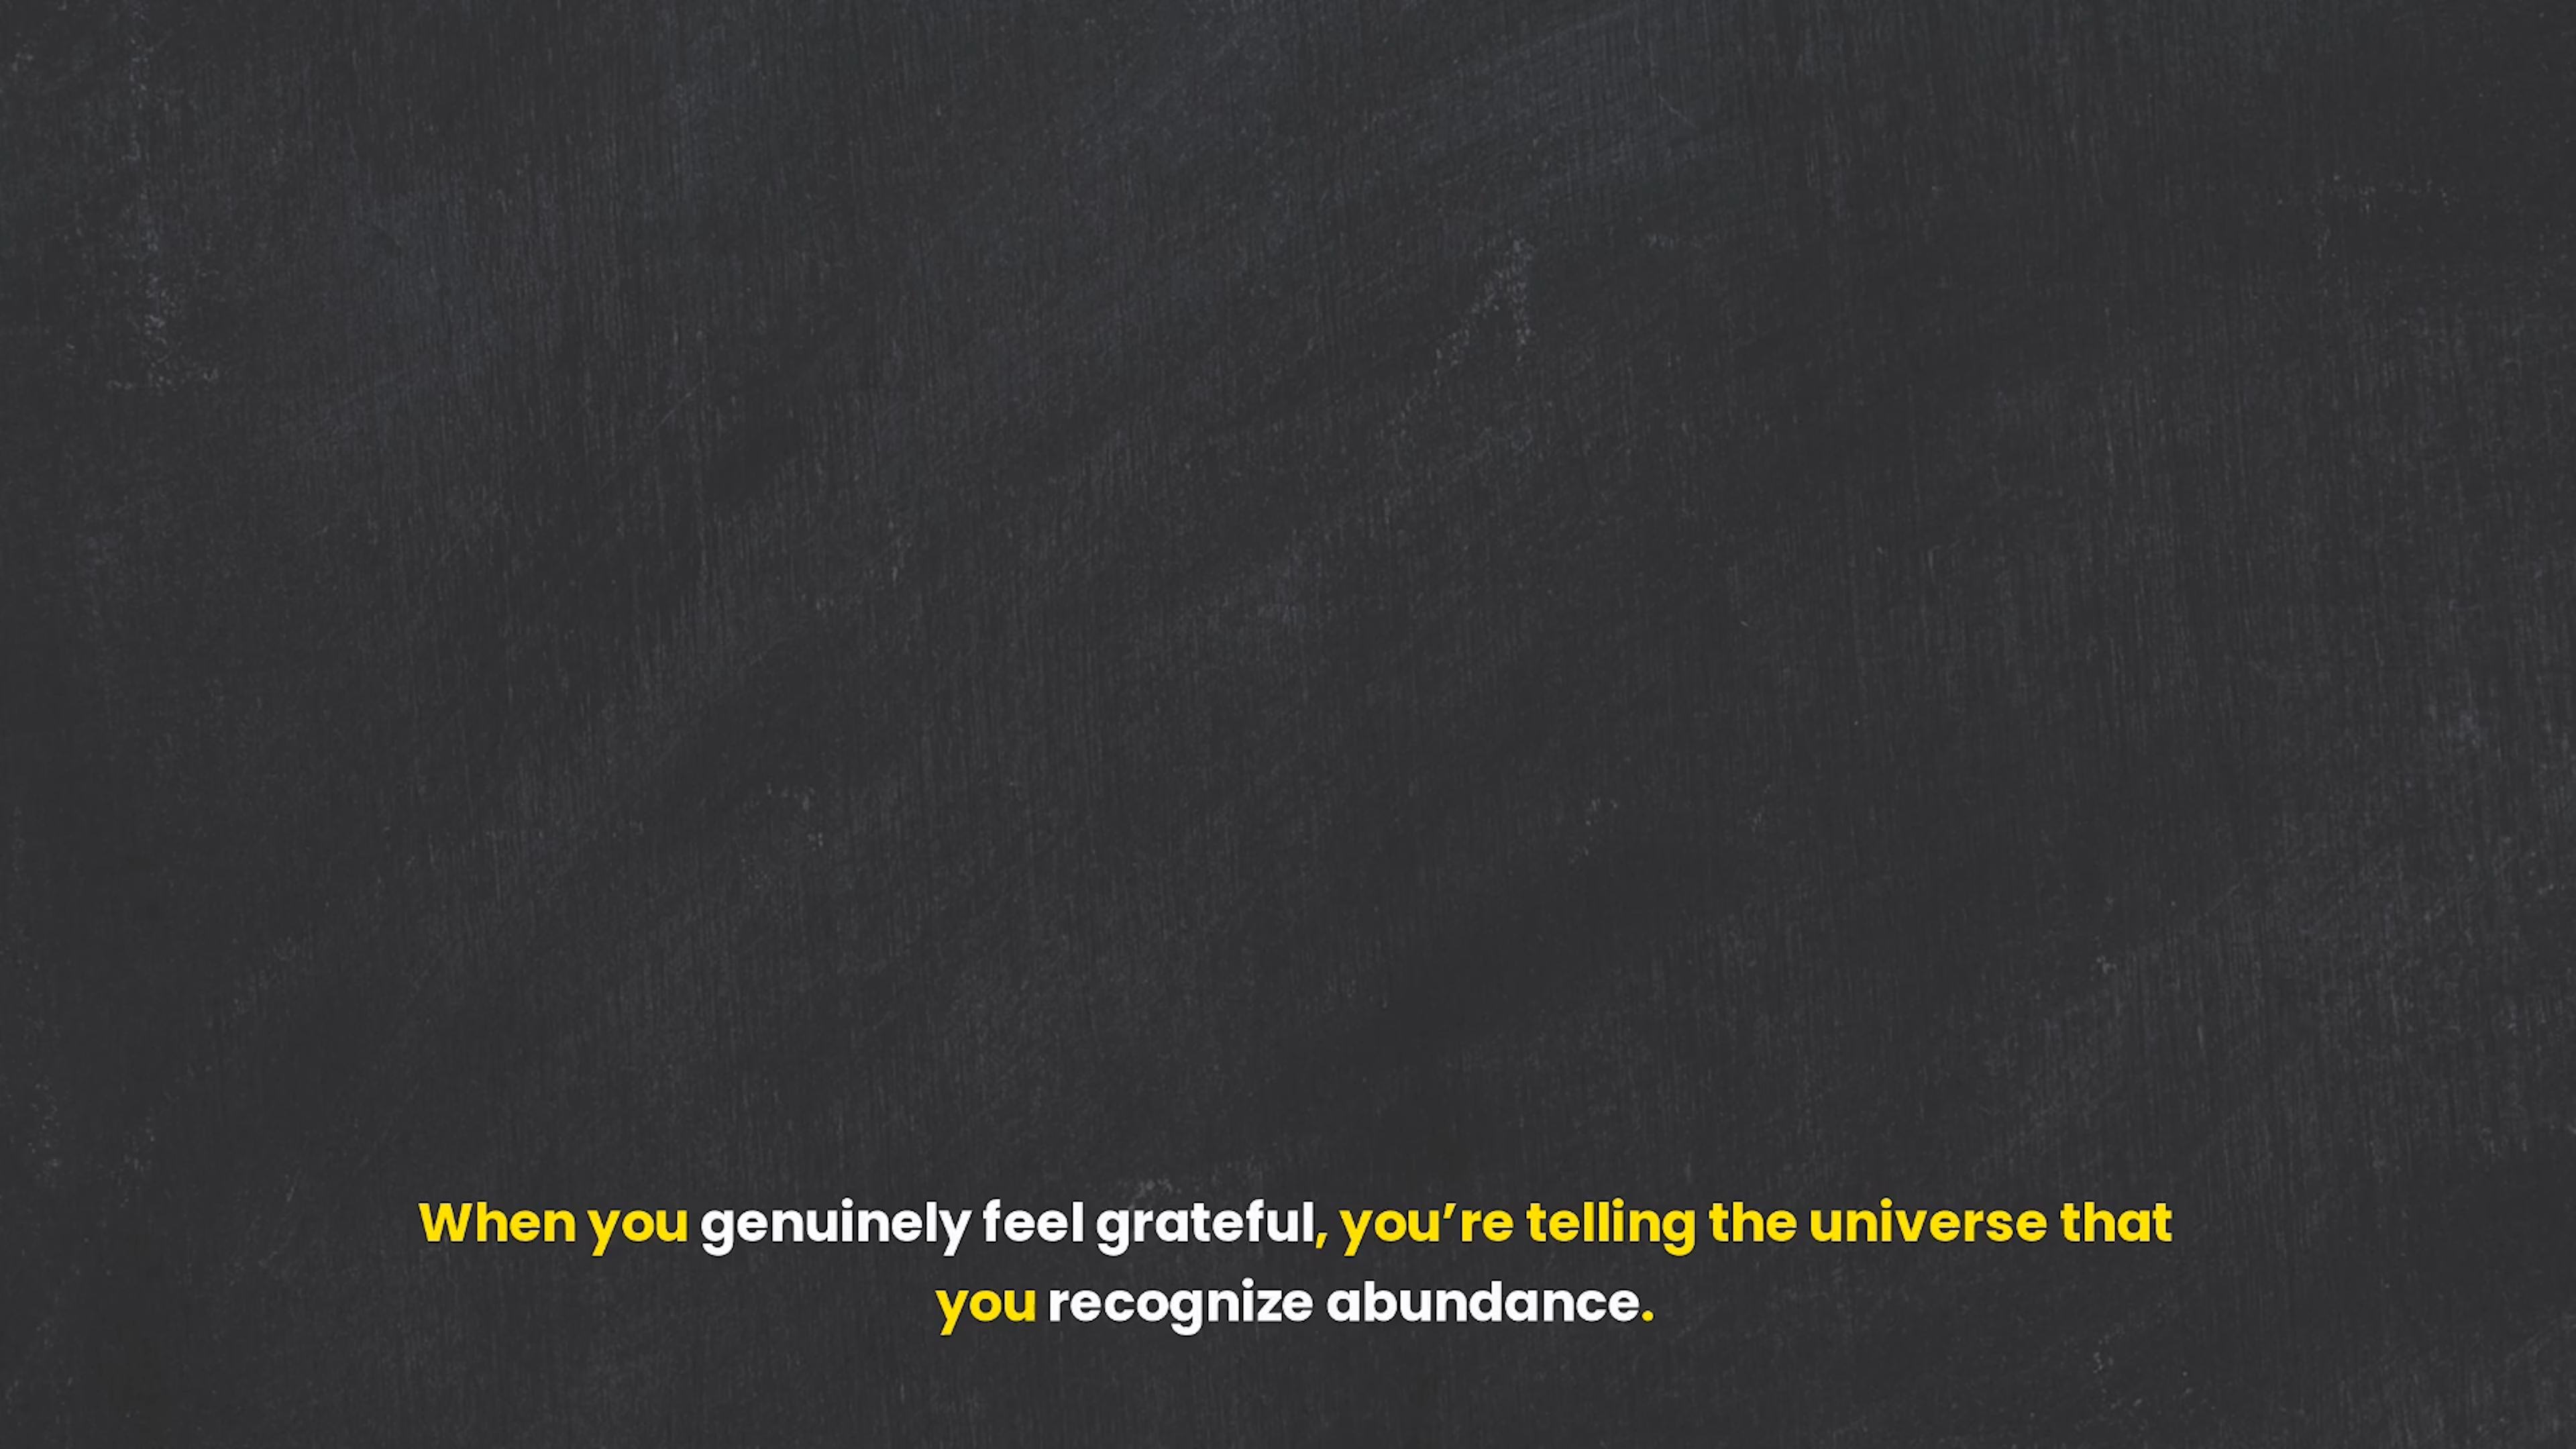 When you genuinely feel grateful, you’re telling the universe that
you recognize abundance.